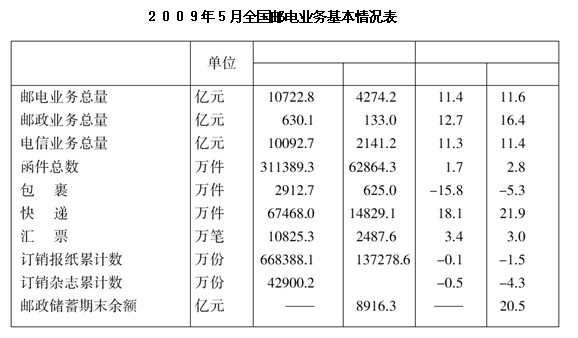 ２００９年５月全国邮电业务基本情况表
单位
邮电业务总量 亿元 10722.8 4274.2 11.4 11.6
邮政业务总量 亿元 630.1 133.0 12.7 16.4
电信业务总量 亿元 10092.7 2141.2 11.3 11.4
函件总数 万件 311389.3 62864.3 1.7 2.8
包 裹 万件 2912.7 625.0 -15.8 -5.3
快 递 万件 67468.0 14829.1 18.1 21.9
汇 票 万笔 10825.3 2487.6 3.4 3.0
订销报纸累计数 万份 668388.1 137278.6 -0.1 -1.5
订销杂志累计数 万份 42900.2 -0.5 -4.3
邮政储蓄期末余额 亿元 —— 8916.3 —— 20.5